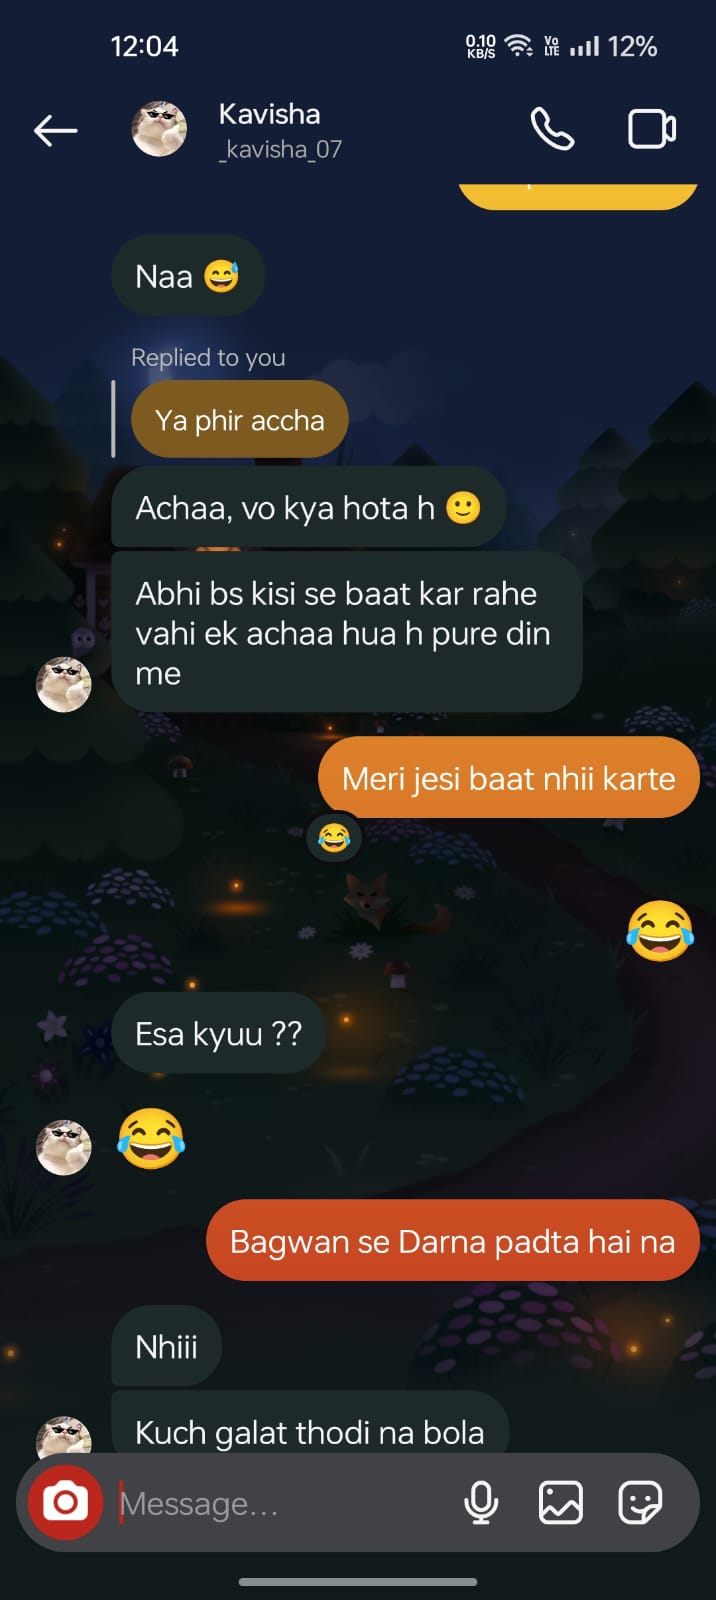 12:04
0.10 KB/S
Vo LTE
12%
Kavisha
_kavisha_07
Naa 😅
Replied to you
Ya phir accha
Achaa, vo kya hota h 🙂
Abhi bs kisi se baat kar rahe
vahi ek achaa hua h pure din
me
Meri jesi baat nhii karte
😂
😂
Esa kyuu ??
😂
Bagwan se Darna padta hai na
Nhiii
Kuch galat thodi na bola
Message...